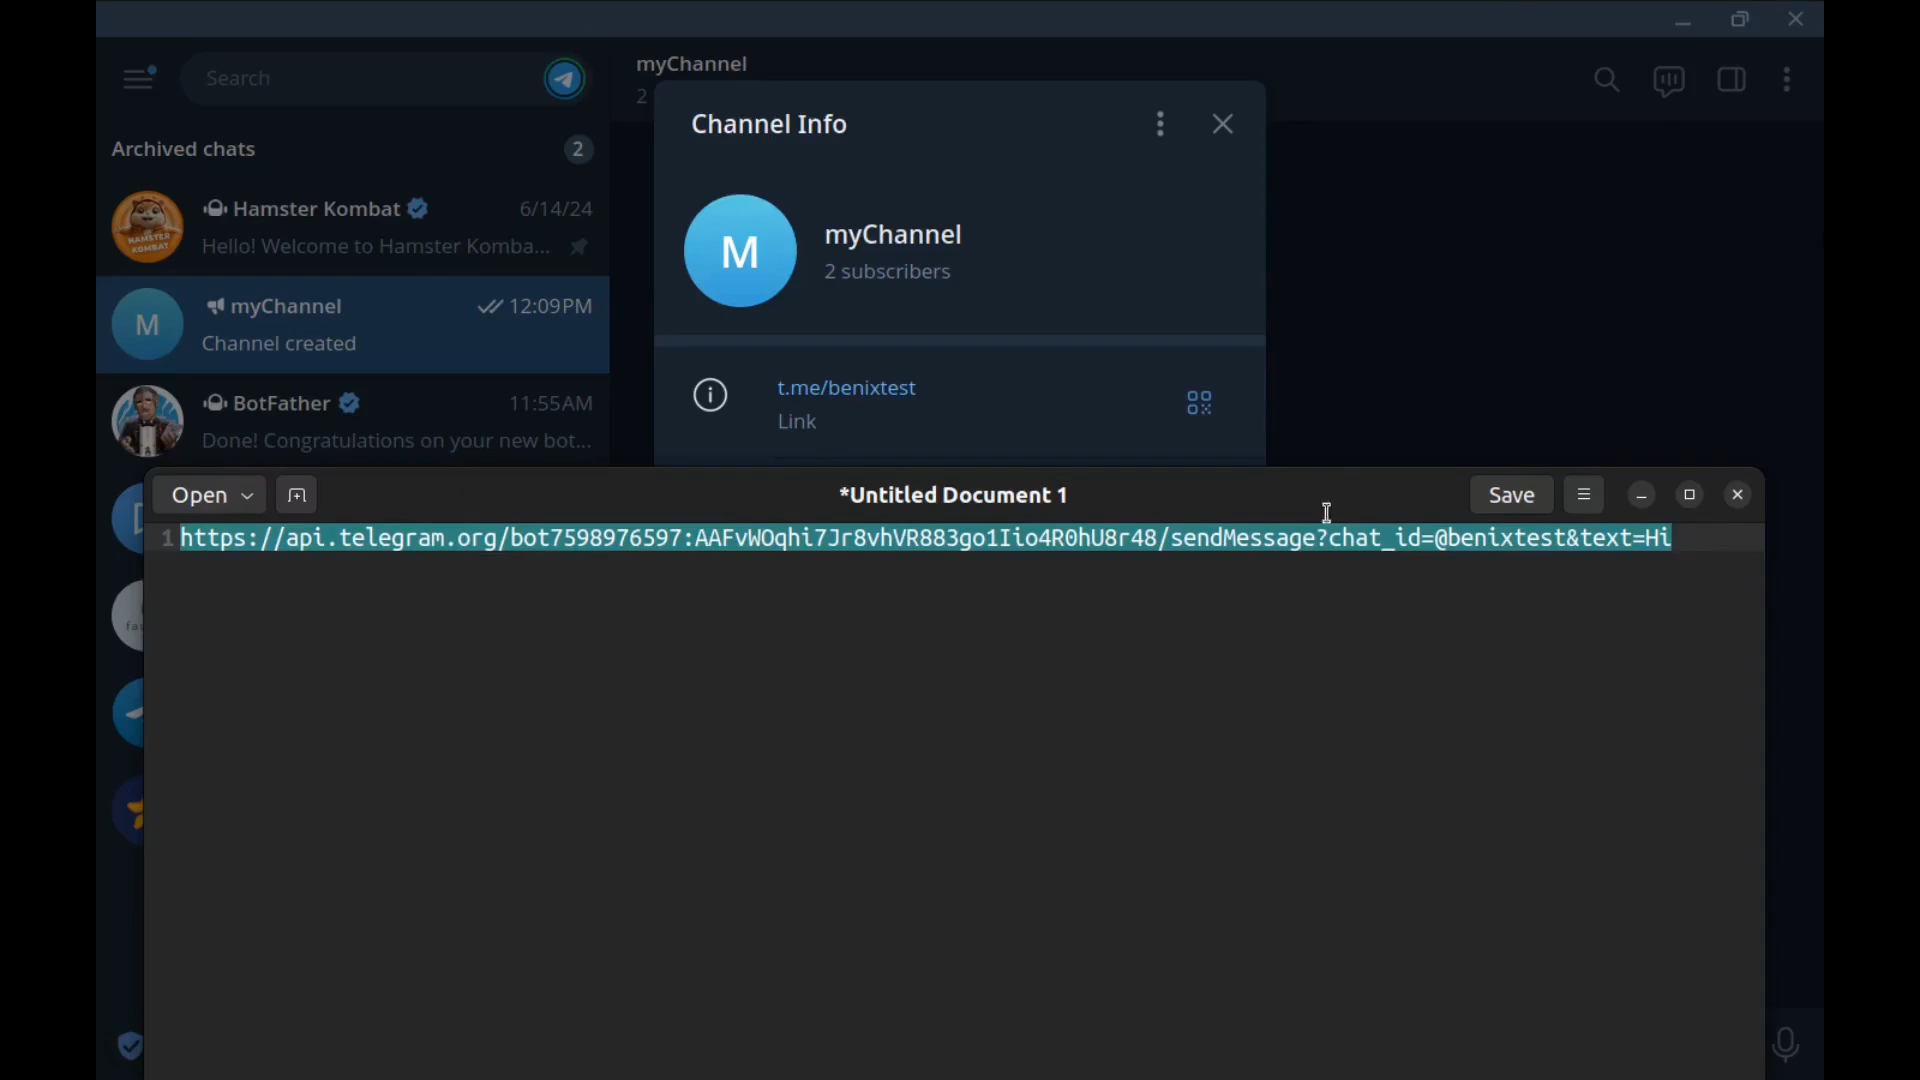 Search
myChannel
2
Channel Info
Archived chats
2
Hamster Kombat
6/14/24
Hello! Welcome to Hamster Komba...
HAMSTER
KOMBAT
M
myChannel
2 subscribers
M
myChannel
12:09PM
Channel created
t.me/benixtest
Link
BotFather
11:55AM
Done! Congratulations on your new bot...
Open
*Untitled Document 1
Save
1 https://api.telegram.org/bot7598976597:AAFvWOqhi7Jr8vhVR883go1Iio4R0hU8r48/sendMessage?chat_id=@benixtest&text=Hi